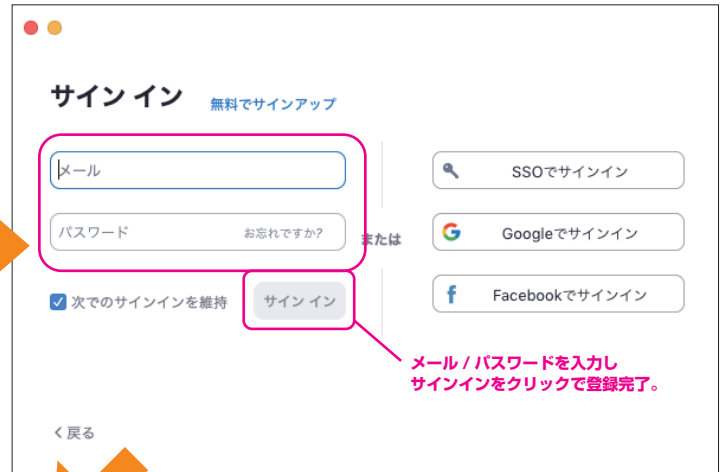 サイン イン 無料でサインアップ
メール
パスワード お忘れですか?
次でのサインインを維持 サイン イン
または
SSOでサインイン
Googleでサインイン
Facebookでサインイン
メール / パスワードを入力し
サインインをクリックで登録完了。
戻る